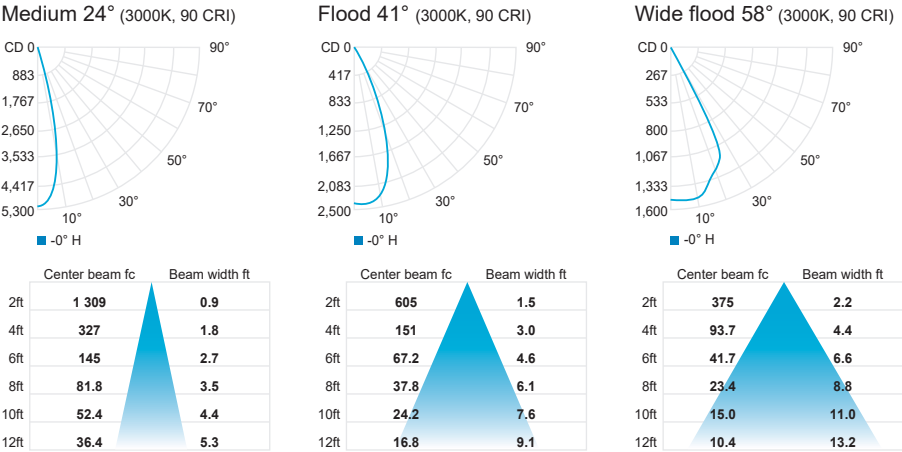 Medium 24° (3000K, 90 CRI)
CD 0
883
1,767
2,650
3,533
4,417
5,300
90°
70°
50°
30°
10°
-0° H
Center beam fc Beam width ft
2ft 1 309 0.9
4ft 327 1.8
6ft 145 2.7
8ft 81.8 3.5
10ft 52.4 4.4
12ft 36.4 5.3
Flood 41° (3000K, 90 CRI)
CD 0
417
833
1,250
1,667
2,083
2,500
90°
70°
50°
30°
10°
-0° H
Center beam fc Beam width ft
2ft 605 1.5
4ft 151 3.0
6ft 67.2 4.6
8ft 37.8 6.1
10ft 24.2 7.6
12ft 16.8 9.1
Wide flood 58° (3000K, 90 CRI)
CD 0
267
533
800
1,067
1,333
1,600
90°
70°
50°
30°
10°
-0° H
Center beam fc Beam width ft
2ft 375 2.2
4ft 93.7 4.4
6ft 41.7 6.6
8ft 23.4 8.8
10ft 15.0 11.0
12ft 10.4 13.2